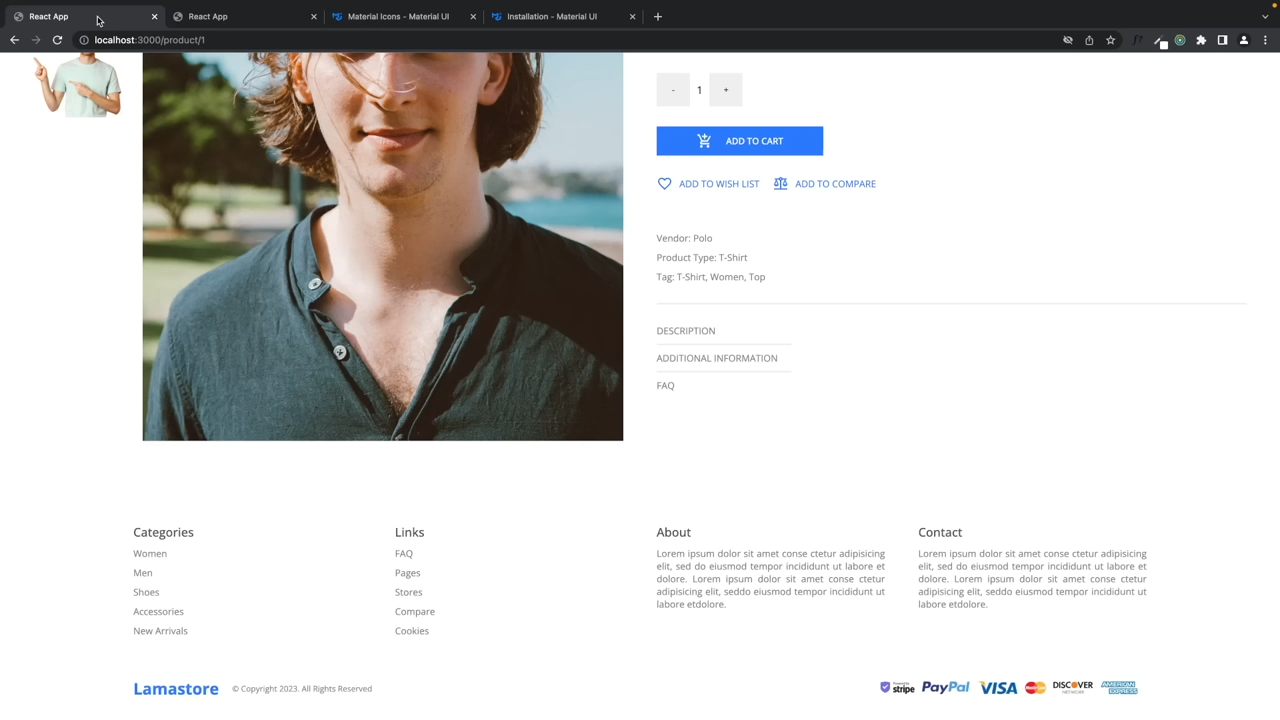 React App
React App
Material Icons - Material UI
Installation - Material UI
localhost:3000/product/1
f?
- 1 +
ADD TO CART
ADD TO WISH LIST
ADD TO COMPARE
Vendor: Polo
Product Type: T-Shirt
Tag: T-Shirt, Women, Top
DESCRIPTION
ADDITIONAL INFORMATION
FAQ
Categories
Women
Men
Shoes
Accessories
New Arrivals
Links
FAQ
Pages
Stores
Compare
Cookies
About
Lorem ipsum dolor sit amet conse ctetur adipisicing
elit, sed do eiusmod tempor incididunt ut labore et
dolore. Lorem ipsum dolor sit amet conse ctetur
adipisicing elit, seddo eiusmod tempor incididunt ut
labore etdolore.
Contact
Lorem ipsum dolor sit amet conse ctetur adipisicing
elit, sed do eiusmod tempor incididunt ut labore et
dolore. Lorem ipsum dolor sit amet conse ctetur
adipisicing elit, seddo eiusmod tempor incididunt ut
labore etdolore.
Lamastore
© Copyright 2023. All Rights Reserved
Powered by
stripe
PayPal
VISA
MasterCard
DISCOVER
NETWORK
AMERICAN
EXPRESS